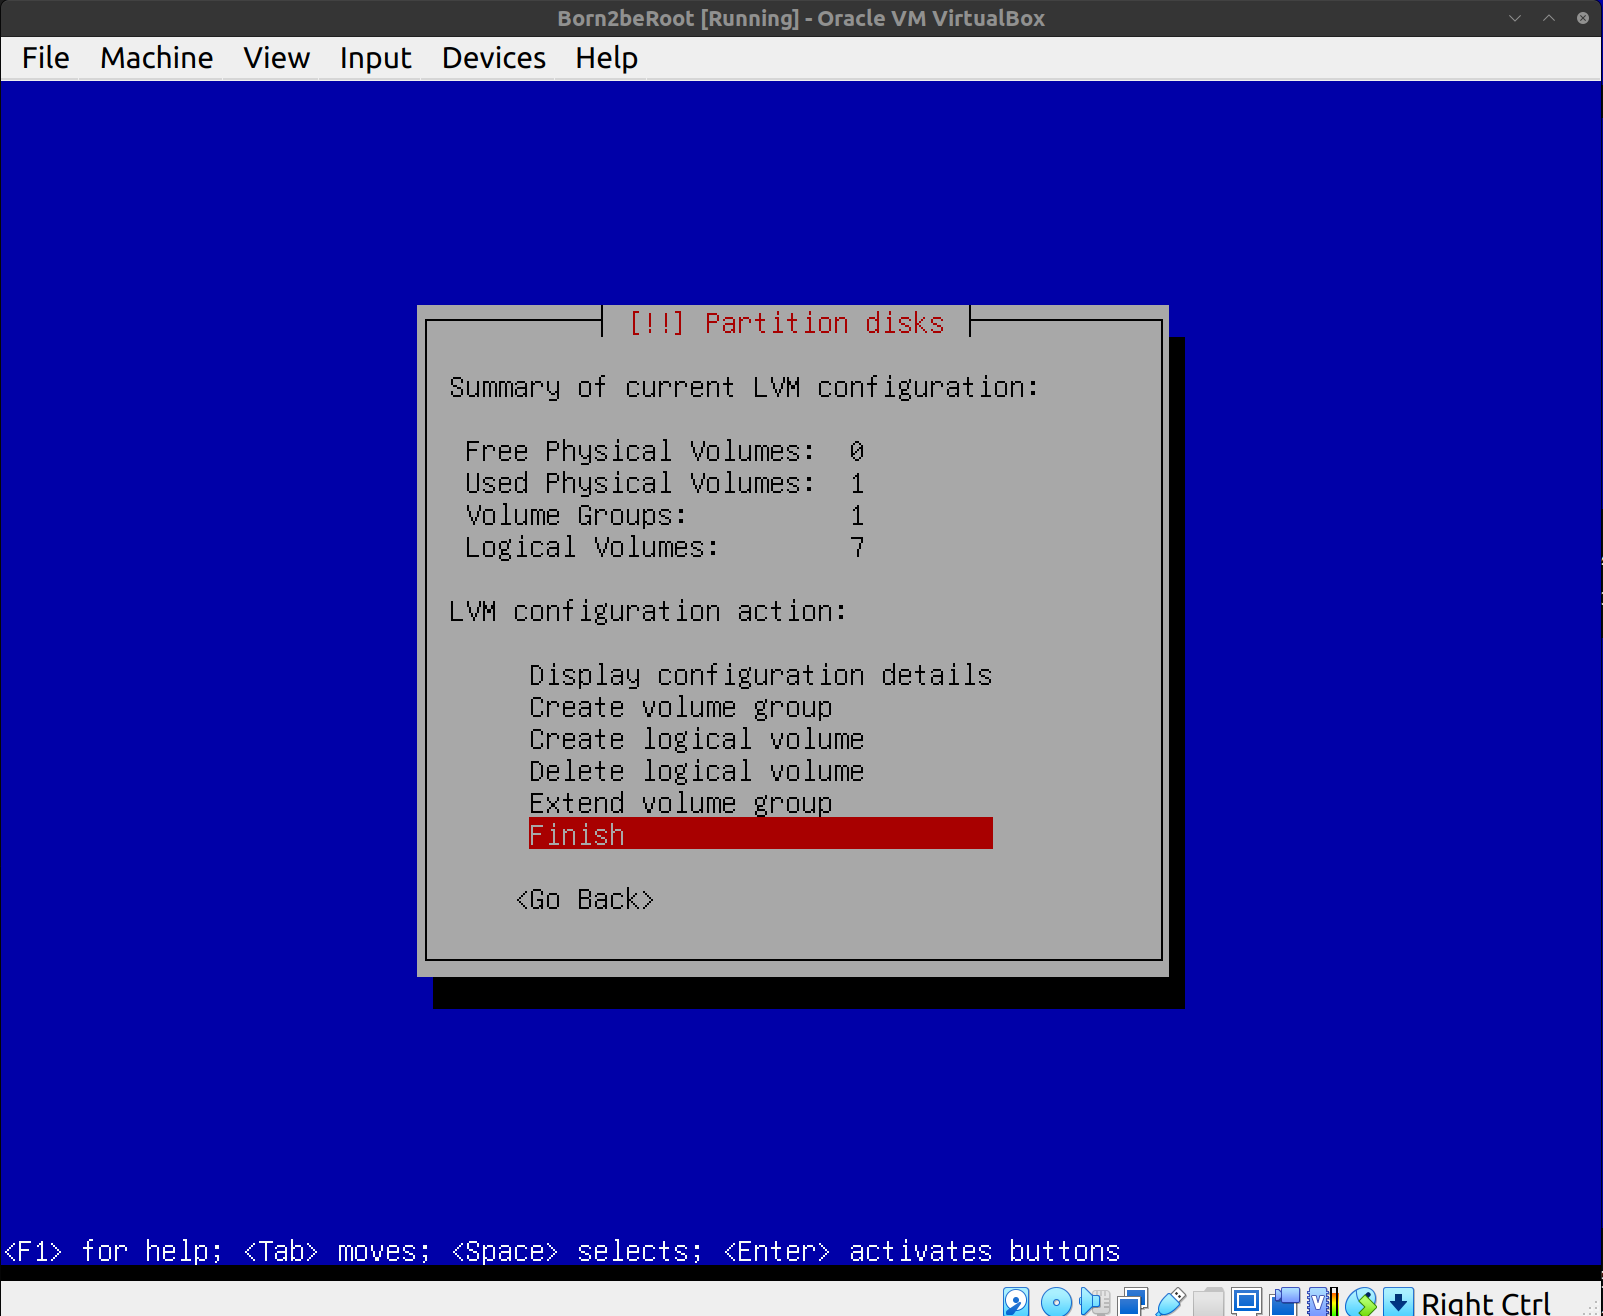 Born2beRoot [Running] - Oracle VM VirtualBox
File Machine View Input Devices Help
[!!] Partition disks
Summary of current LVM configuration:
Free Physical Volumes: 0
Used Physical Volumes: 1
Volume Groups: 1
Logical Volumes: 7
LVM configuration action:
Display configuration details
Create volume group
Create logical volume
Delete logical volume
Extend volume group
Finish
<Go Back>
<F1> for help; <Tab> moves; <Space> selects; <Enter> activates buttons
Right Ctrl